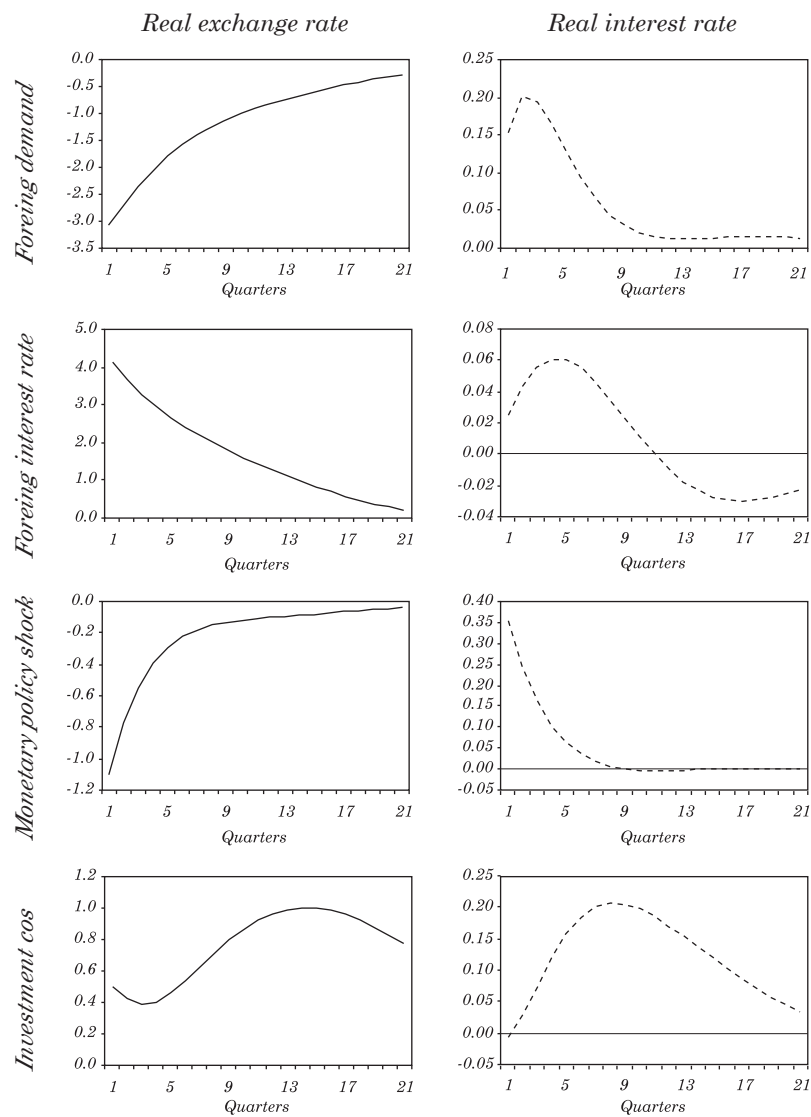 Real exchange rate
Real interest rate
Foreing demand
0.0
-0.5
-1.0
-1.5
-2.0
-2.5
-3.0
-3.5
1 5 9 13 17 21
Quarters
0.25
0.20
0.15
0.10
0.05
0.00
1 5 9 13 17 21
Quarters
Foreing interest rate
5.0
4.0
3.0
2.0
1.0
0.0
1 5 9 13 17 21
Quarters
0.08
0.06
0.04
0.02
0.00
-0.02
-0.04
1 5 9 13 17 21
Quarters
Monetary policy shock
0.0
-0.2
-0.4
-0.6
-0.8
-1.0
-1.2
1 5 9 13 17 21
Quarters
0.40
0.35
0.30
0.25
0.20
0.15
0.10
0.05
0.00
-0.05
1 5 9 13 17 21
Quarters
Investment cos
1.2
1.0
0.8
0.6
0.4
0.2
0.0
1 5 9 13 17 21
Quarters
0.25
0.20
0.15
0.10
0.05
0.00
-0.05
1 5 9 13 17 21
Quarters